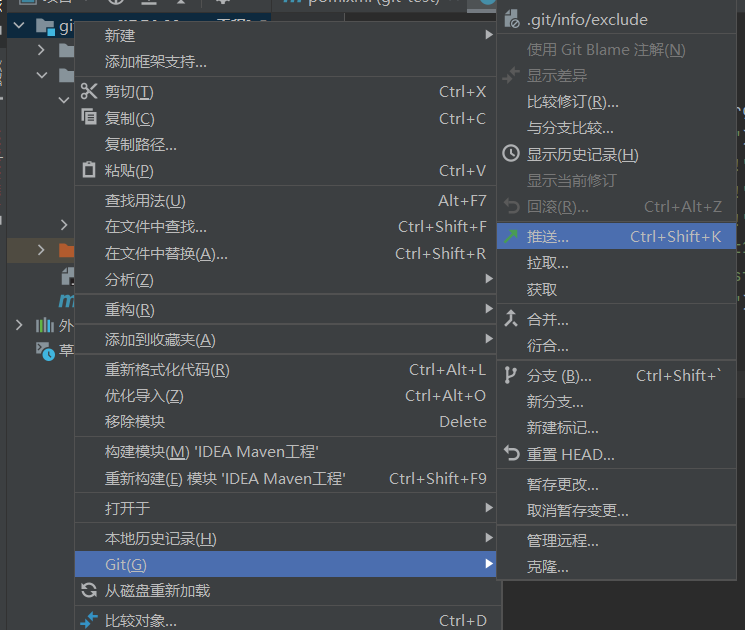 pomxml (git-test)
新建
添加框架支持...
剪切(T) Ctrl+X
复制(C) Ctrl+C
复制路径...
粘贴(P) Ctrl+V
查找用法(U) Alt+F7
在文件中查找... Ctrl+Shift+F
在文件中替换(A)... Ctrl+Shift+R
分析(Z)
重构(R)
添加到收藏夹(A)
重新格式化代码(R) Ctrl+Alt+L
优化导入(Z) Ctrl+Alt+O
移除模块 Delete
构建模块(M) 'IDEA Maven工程'
重新构建(E) 模块 'IDEA Maven工程' Ctrl+Shift+F9
打开于
本地历史记录(H)
Git(G)
从磁盘重新加载
比较对象... Ctrl+D
.git/info/exclude
使用 Git Blame 注解(N)
显示差异
比较修订(R)...
与分支比较...
显示历史记录(H)
显示当前修订
回滚(R)... Ctrl+Alt+Z
推送... Ctrl+Shift+K
拉取...
获取
合并...
衍合...
分支 (B)... Ctrl+Shift+`
新分支...
新建标记...
重置 HEAD...
暂存更改...
取消暂存变更...
管理远程...
克隆...
gi
m
外
草